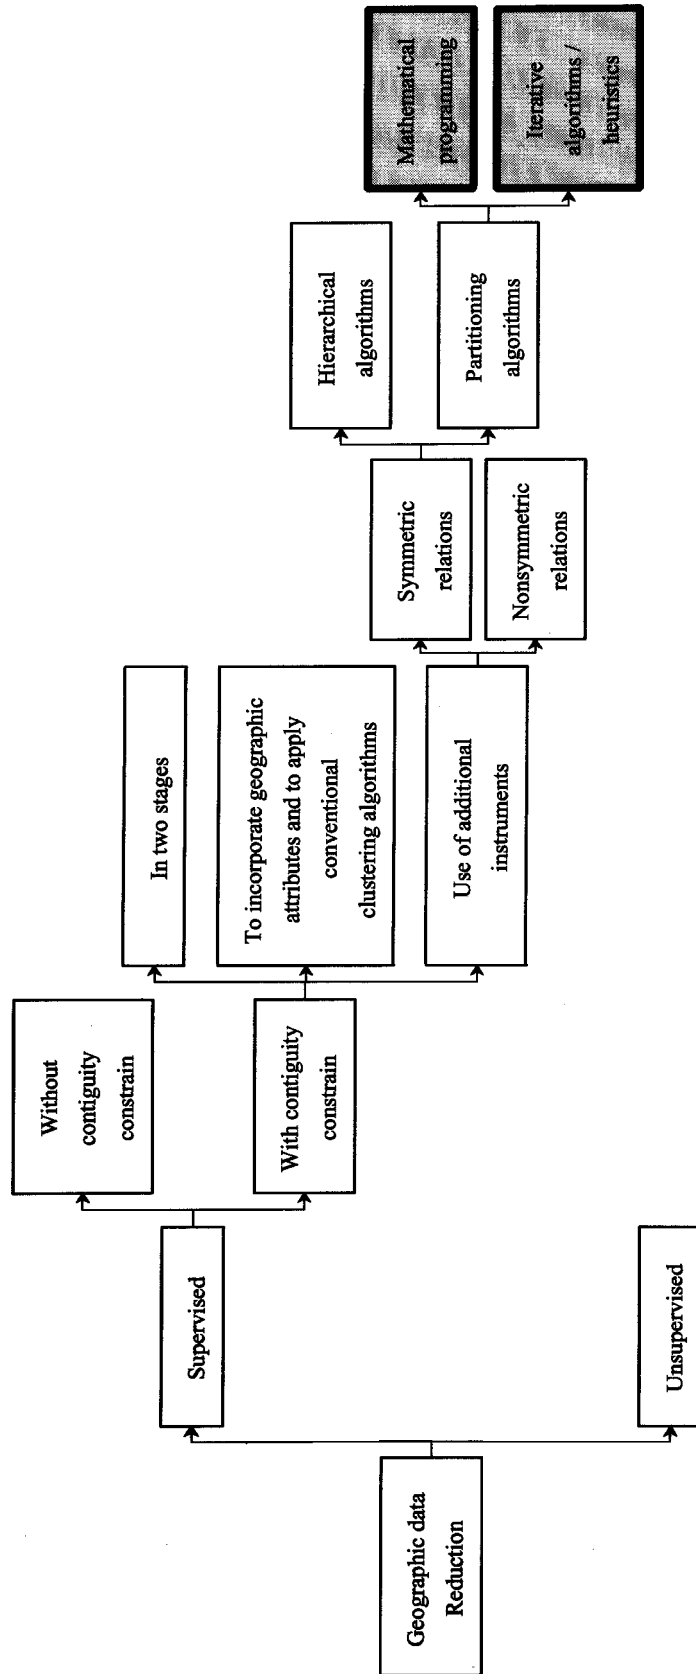 Geographic data
Reduction
Supervised
Unsupervised
Without
contiguity
constrain
With contiguity
constrain
In two stages
To incorporate geographic
attributes and to apply
conventional
clustering algorithms
Use of additional
instruments
Symmetric
relations
Nonsymmetric
relations
Hierarchical
algorithms
Partitioning
algorithms
Mathematical
programming
Iterative
algorithms /
heuristics